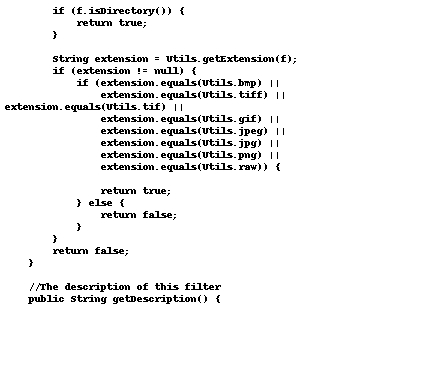 if (f.isDirectory()) {
            return true;
        }

        String extension = Utils.getExtension(f);
        if (extension != null) {
            if (extension.equals(Utils.bmp) ||
                extension.equals(Utils.tiff) ||
extension.equals(Utils.tif) ||
                extension.equals(Utils.gif) ||
                extension.equals(Utils.jpeg) ||
                extension.equals(Utils.jpg) ||
                extension.equals(Utils.png) ||
                extension.equals(Utils.raw)) {

                return true;
            } else {
                return false;
            }
        }
        return false;
    }

    //The description of this filter
    public String getDescription() {